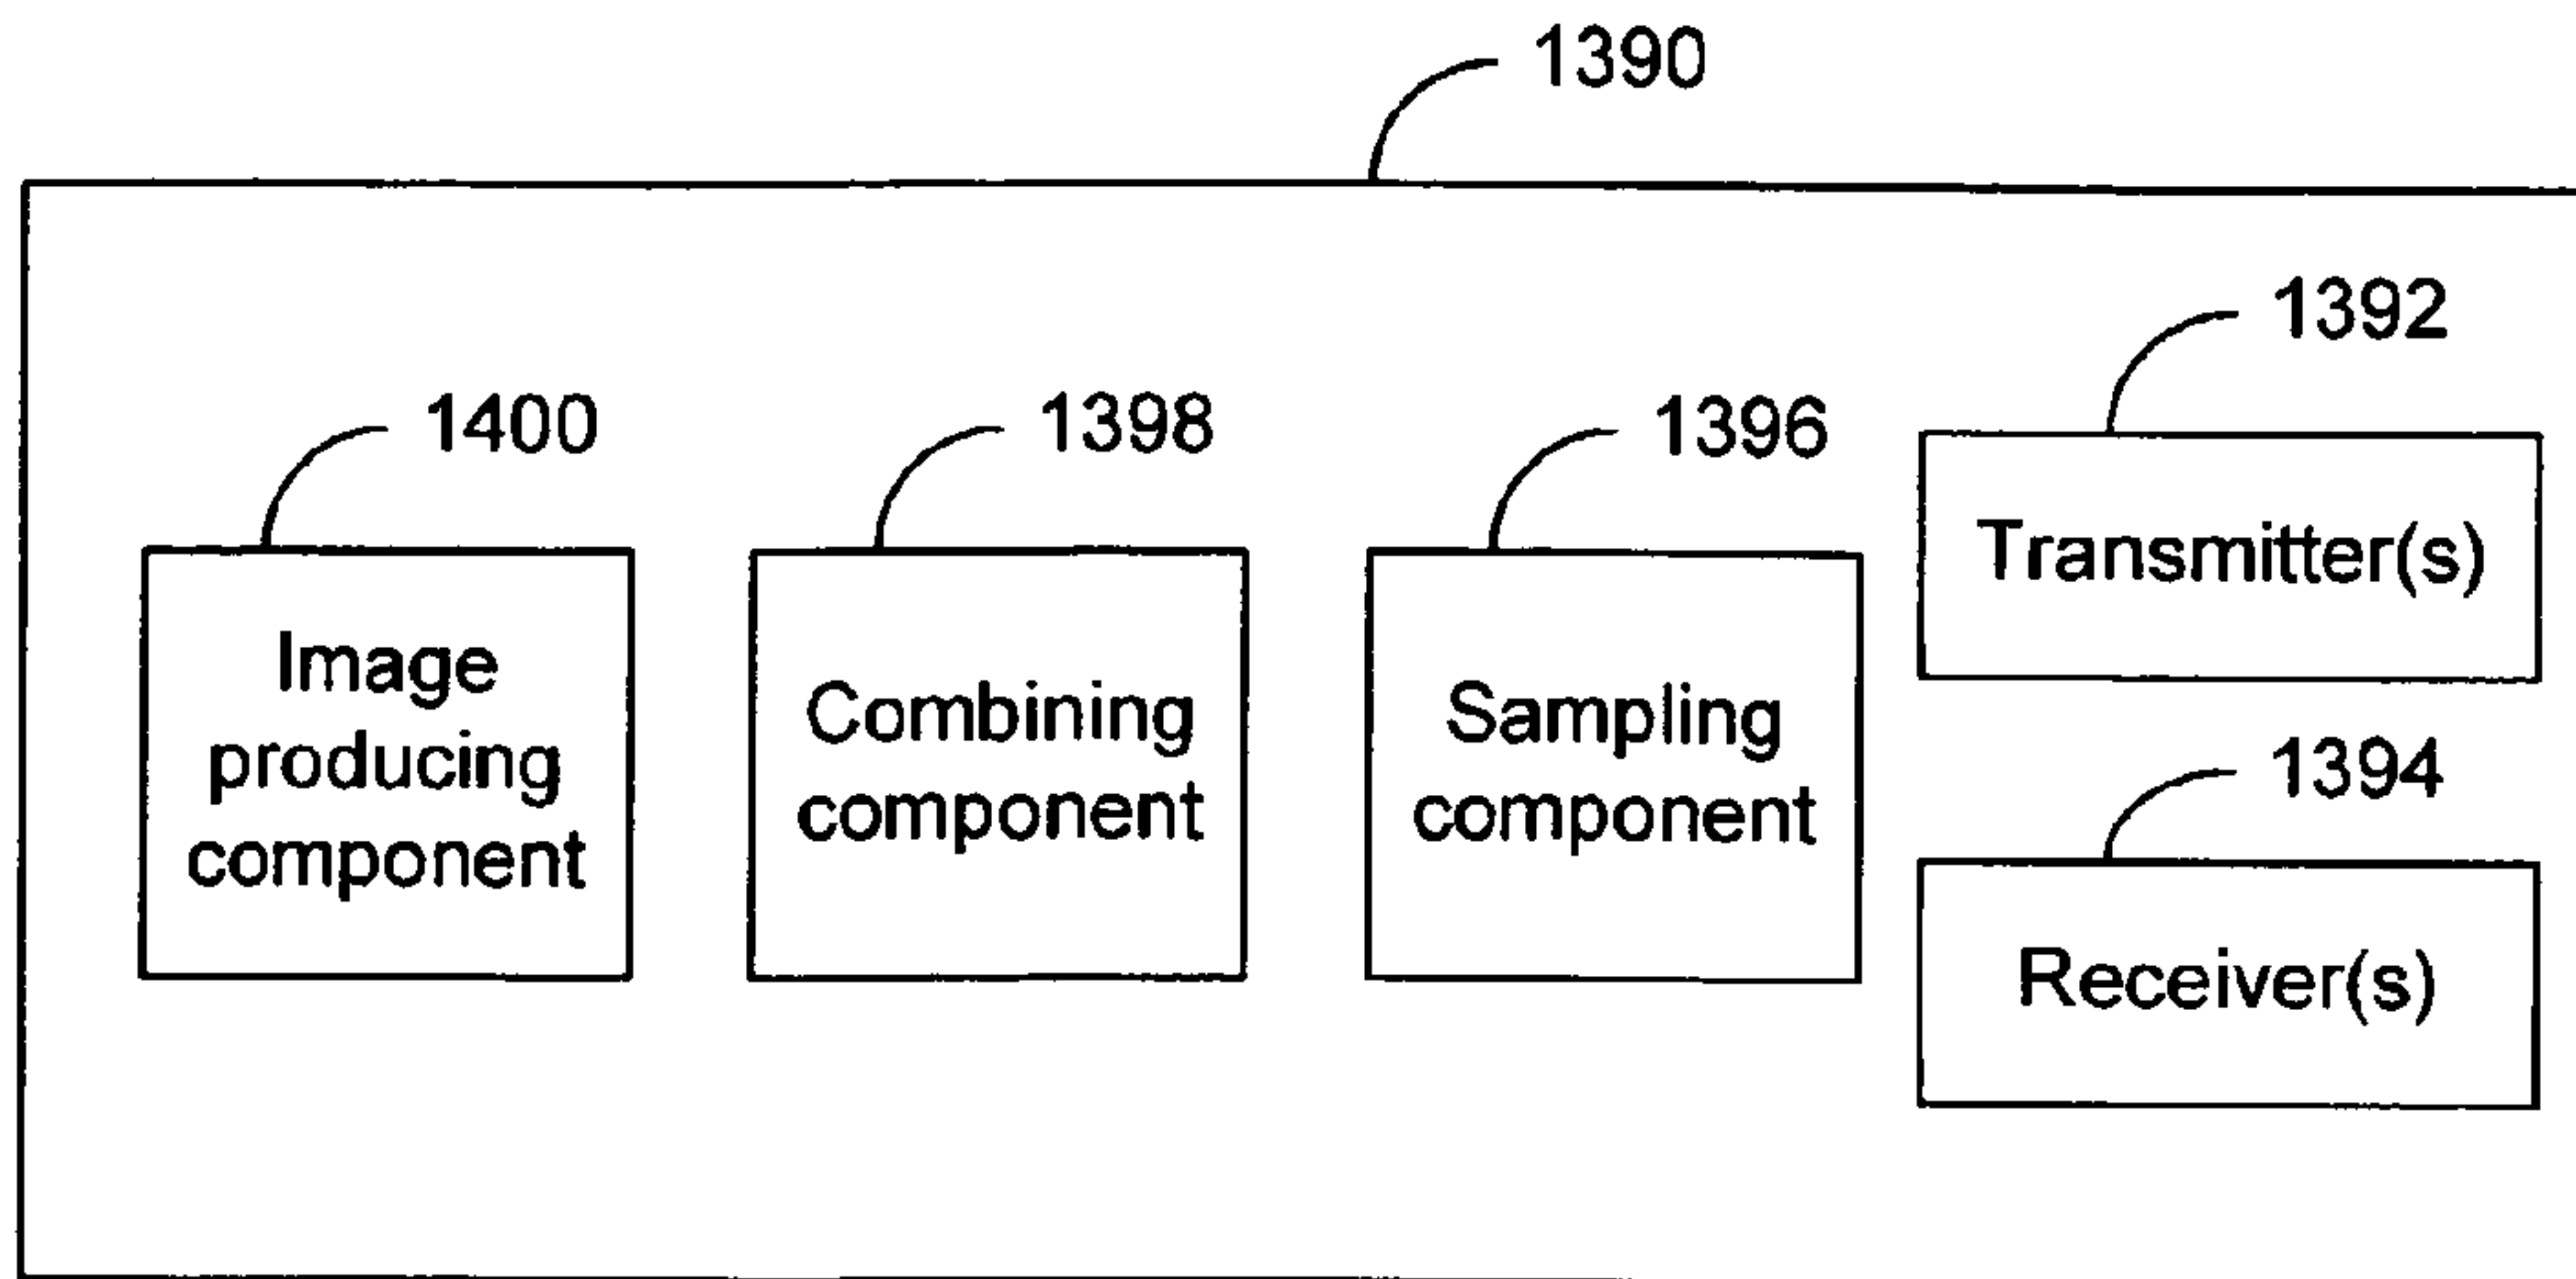 1390
1392
1400
1398
1396
Transmitter(s)
Image
producing
component
Combining
component
Sampling
component
1394
Receiver(s)